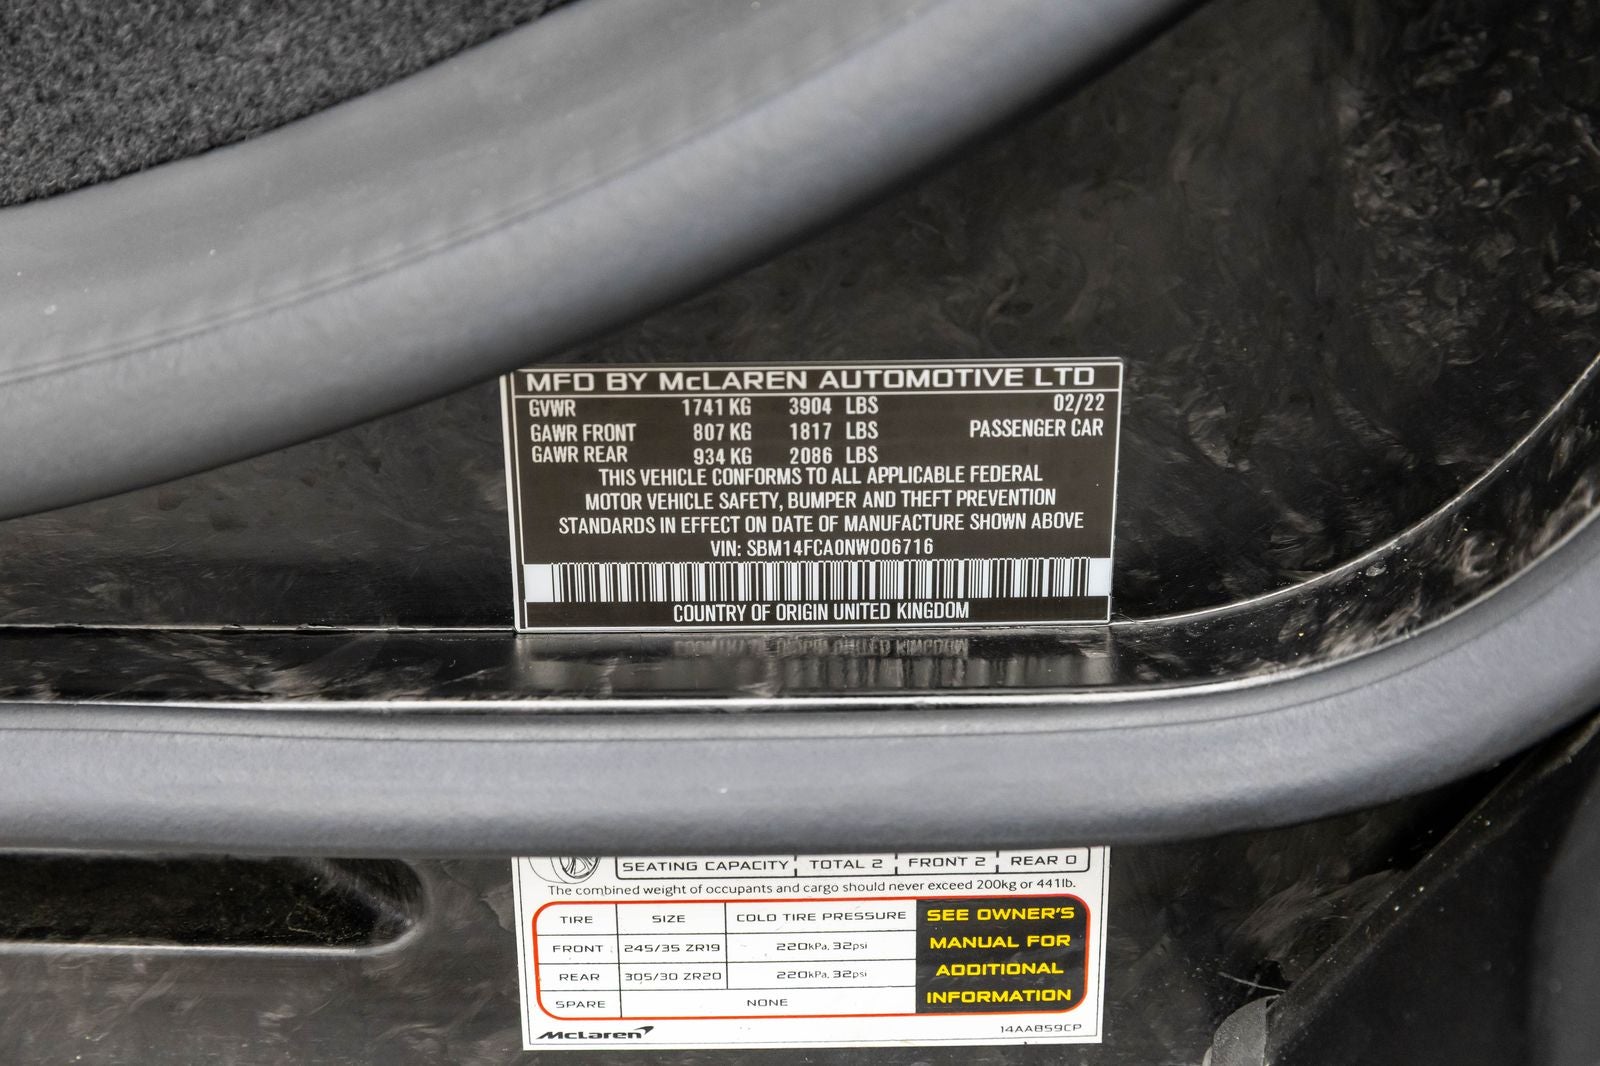 MFD BY McLAREN AUTOMOTIVE LTD
GVWR 1741 KG 3904 LBS 02/22
GAWR FRONT 807 KG 1817 LBS PASSENGER CAR
GAWR REAR 934 KG 2086 LBS
THIS VEHICLE CONFORMS TO ALL APPLICABLE FEDERAL
MOTOR VEHICLE SAFETY, BUMPER AND THEFT PREVENTION
STANDARDS IN EFFECT ON DATE OF MANUFACTURE SHOWN ABOVE
VIN: SBM14FCA0NW006716
COUNTRY OF ORIGIN UNITED KINGDOM
SEATING CAPACITY TOTAL 2 FRONT 2 REAR 0
The combined weight of occupants and cargo should never exceed 200kg or 441lb.
TIRE SIZE COLD TIRE PRESSURE SEE OWNER'S
FRONT 245/35 ZR19 220kPa, 32psi MANUAL FOR
REAR 305/30 ZR20 220kPa, 32psi ADDITIONAL
SPARE NONE INFORMATION
McLaren 14AA859CP